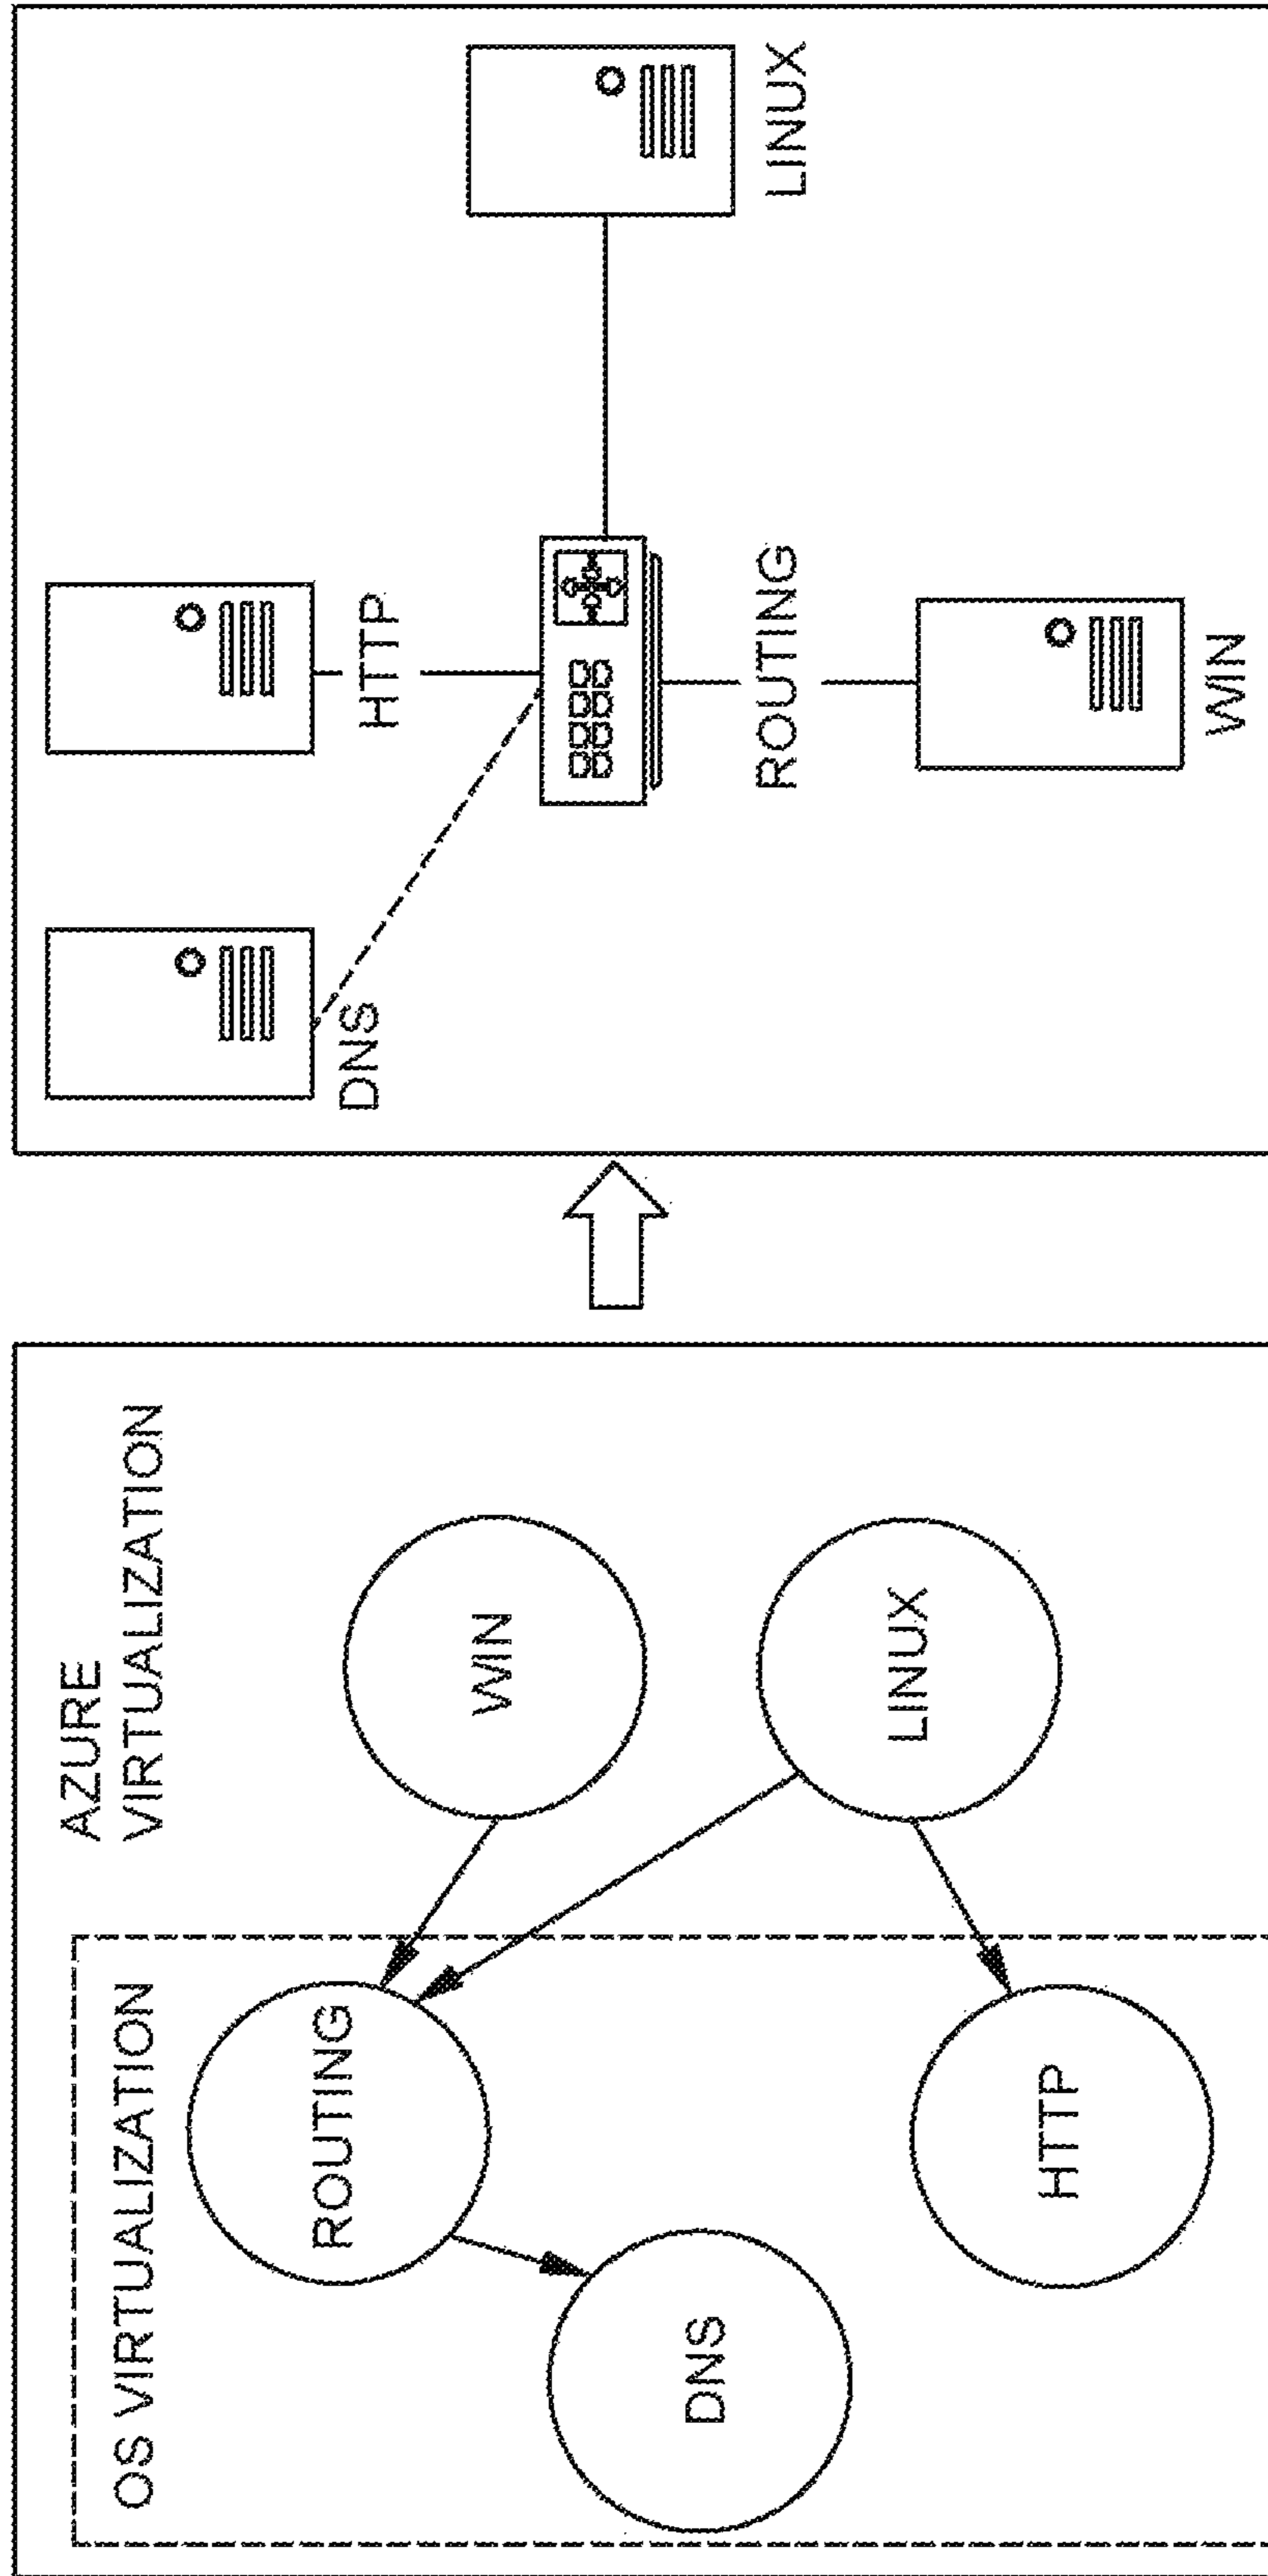 AZURE
VIRTUALIZATION
OS VIRTUALIZATION
ROUTING
WIN
DNS
LINUX
HTTP
DNS
HTTP
LINUX
ROUTING
WIN